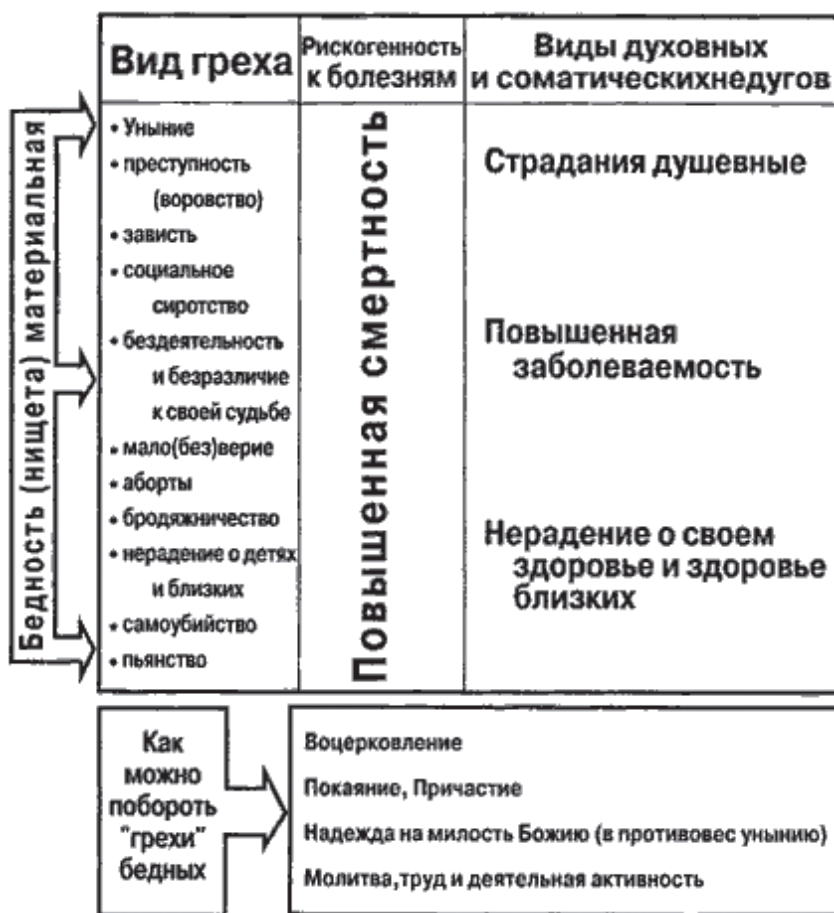 Вид греха
Рискогенность
к болезням
Виды духовных
и соматическихнедугов
Бедность (нищета) материальная
• Уныние
• преступность
(воровство)
• зависть
• социальное
сиротство
• бездеятельность
и безразличие
к своей судьбе
• мало(без)верие
• аборты
• бродяжничество
• нерадение о детях
и близких
• самоубийство
• пьянство
Повышенная смертность
Страдания душевные
Повышенная
заболеваемость
Нерадение о своем
здоровье и здоровье
близких
Как
можно
побороть
"грехи"
бедных
Воцерковление
Покаяние, Причастие
Надежда на милость Божию (в противовес унынию)
Молитва,труд и деятельная активность